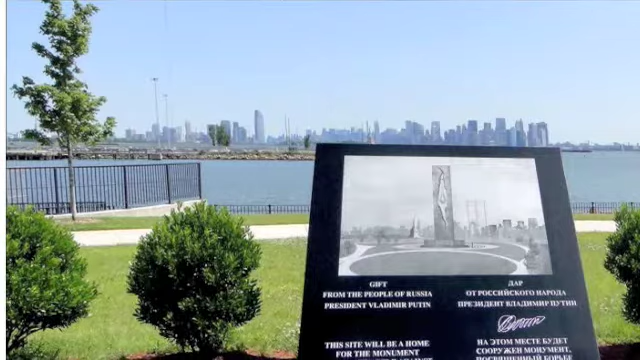 GIFT
FROM THE PEOPLE OF RUSSIA
PRESIDENT VLADIMIR PUTIN
THIS SITE WILL BE A HOME
FOR THE MONUMENT
ДАР
ОТ РОССИЙСКОГО НАРОДА
ПРЕЗИДЕНТ ВЛАДИМИР ПУТИН
НА ЭТОМ МЕСТЕ БУДЕТ
СООРУЖЕН МОНУМЕНТ,
ПОСВЯЩЕННЫЙ БОРЬБЕ